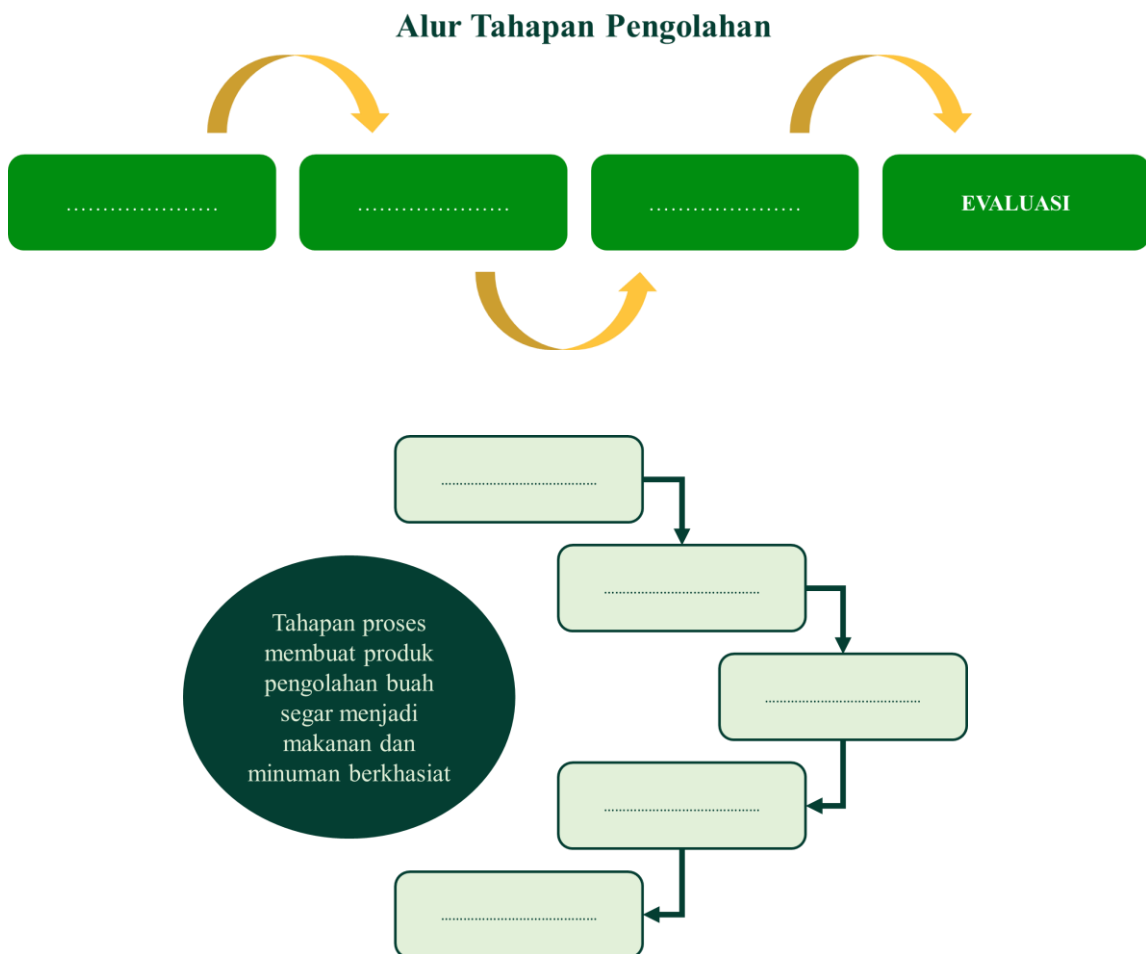 Alur Tahapan Pengolahan
.....................
.....................
.....................
EVALUASI
..........................................
..........................................
Tahapan proses
membuat produk
pengolahan buah
segar menjadi
makanan dan
minuman berkhasiat
..........................................
..........................................
..........................................